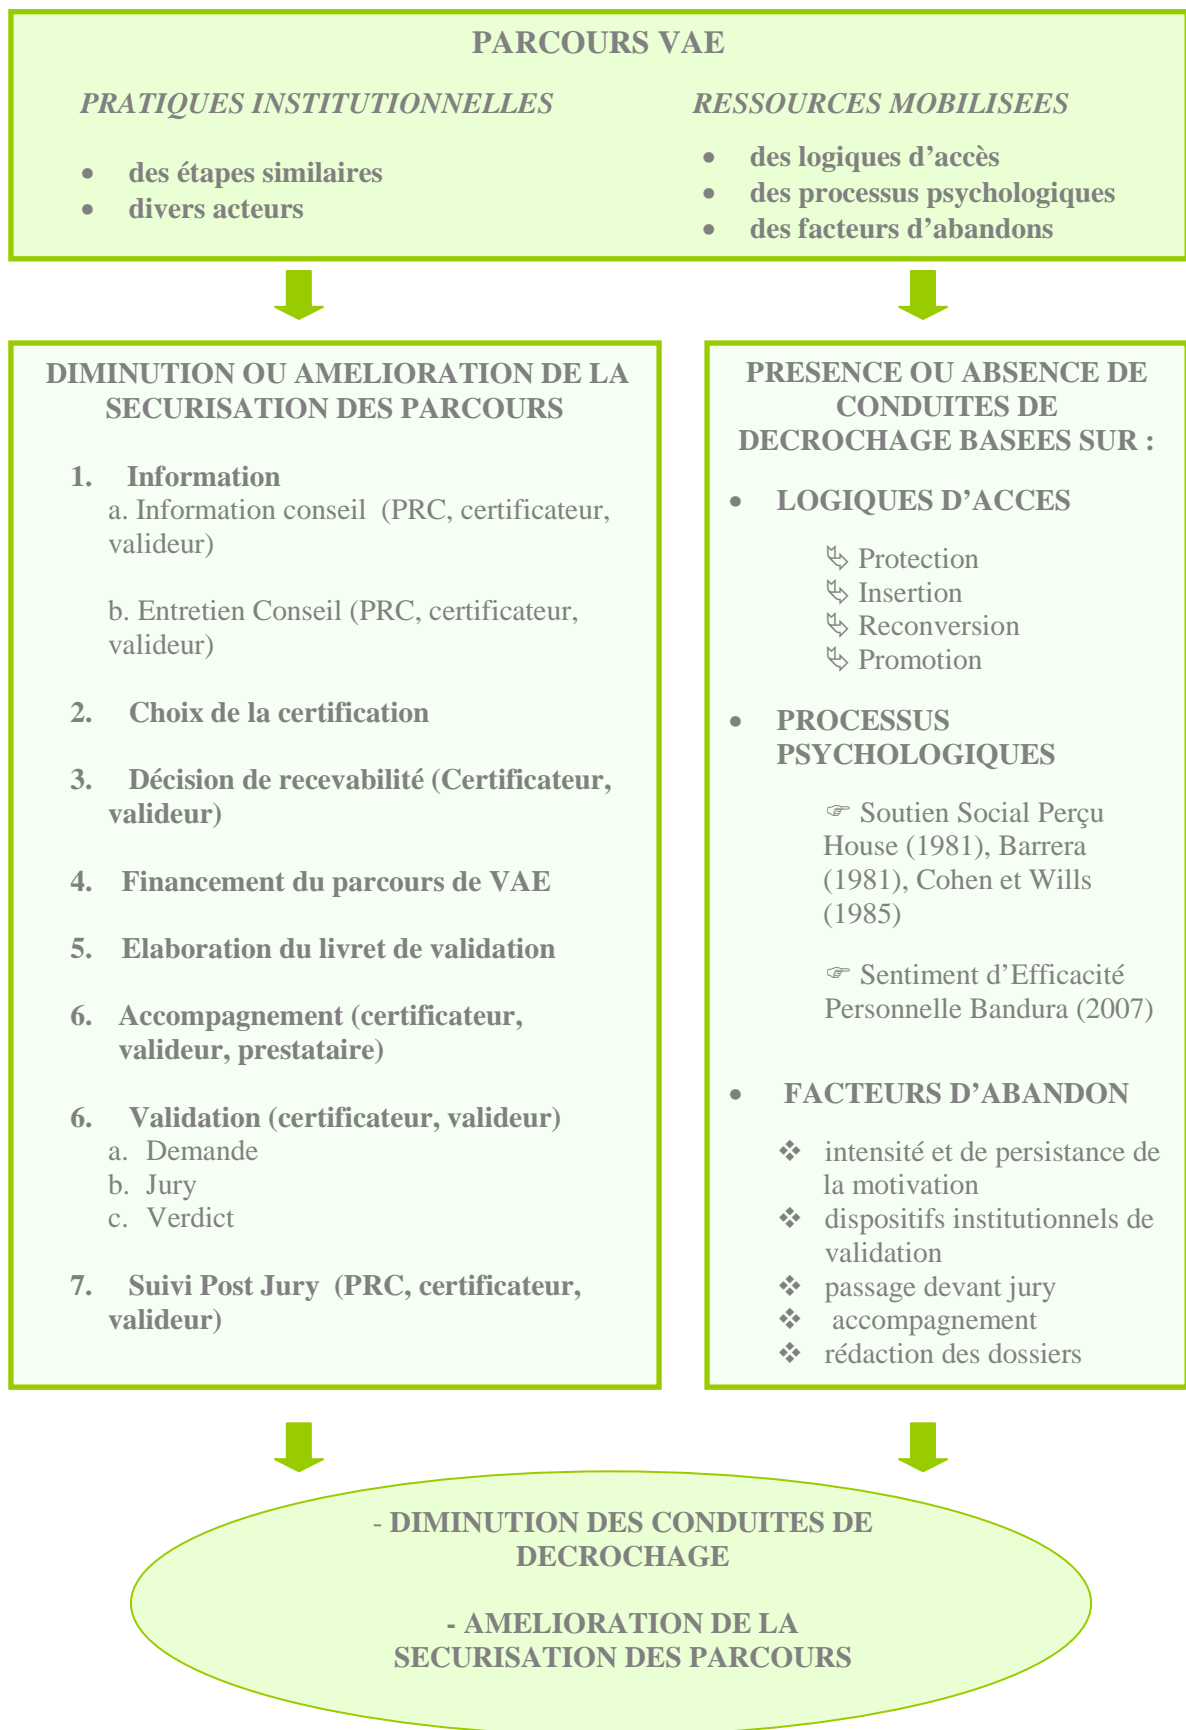 PARCOURS VAE
PRATIQUES INSTITUTIONNELLES
• des étapes similaires
• divers acteurs
RESSOURCES MOBILISEES
• des logiques d'accès
• des processus psychologiques
• des facteurs d'abandons
DIMINUTION OU AMELIORATION DE LA
SECURISATION DES PARCOURS
1. Information
a. Information conseil (PRC, certificateur,
valideur)
b. Entretien Conseil (PRC, certificateur,
valideur)
2. Choix de la certification
3. Décision de recevabilité (Certificateur,
valideur)
4. Financement du parcours de VAE
5. Elaboration du livret de validation
6. Accompagnement (certificateur,
valideur, prestataire)
6. Validation (certificateur, valideur)
a. Demande
b. Jury
c. Verdict
7. Suivi Post Jury (PRC, certificateur,
valideur)
PRESENCE OU ABSENCE DE
CONDUITES DE
DECROCHAGE BASEES SUR :
• LOGIQUES D'ACCES
Protection
Insertion
Reconversion
Promotion
• PROCESSUS
PSYCHOLOGIQUES
☞ Soutien Social Perçu
House (1981), Barrera
(1981), Cohen et Wills
(1985)
☞ Sentiment d'Efficacité
Personnelle Bandura (2007)
• FACTEURS D'ABANDON
❖ intensité et de persistance de
la motivation
❖ dispositifs institutionnels de
validation
❖ passage devant jury
❖ accompagnement
❖ rédaction des dossiers
- DIMINUTION DES CONDUITES DE
DECROCHAGE
- AMELIORATION DE LA
SECURISATION DES PARCOURS